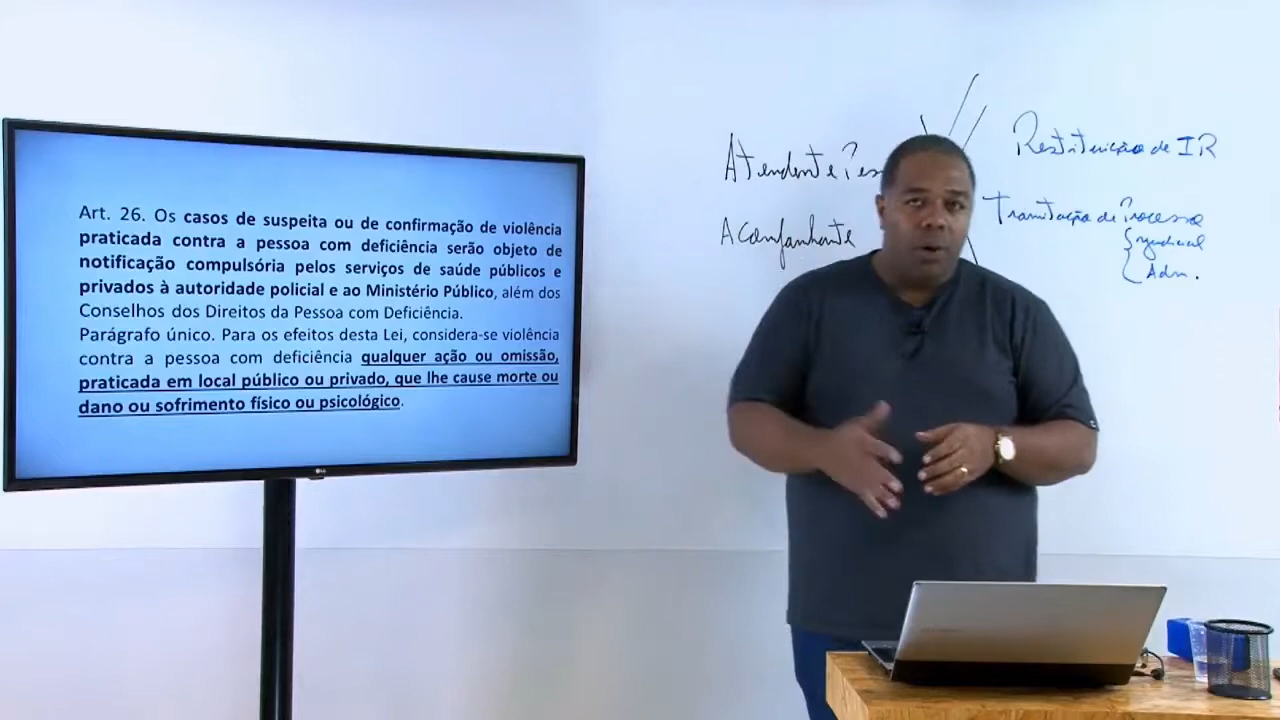 Art. 26. Os casos de suspeita ou de confirmação de violência
praticada contra a pessoa com deficiência serão objeto de
notificação compulsória pelos serviços de saúde públicos e
privados à autoridade policial e ao Ministério Público, além dos
Conselhos dos Direitos da Pessoa com Deficiência.
Parágrafo único. Para os efeitos desta Lei, considera-se violência
contra a pessoa com deficiência qualquer ação ou omissão,
praticada em local público ou privado, que lhe cause morte ou
dano ou sofrimento físico ou psicológico.
LG
Atendente Pes
Acompanhante
Restituição de IR
Tramitação de Processo
Adm.